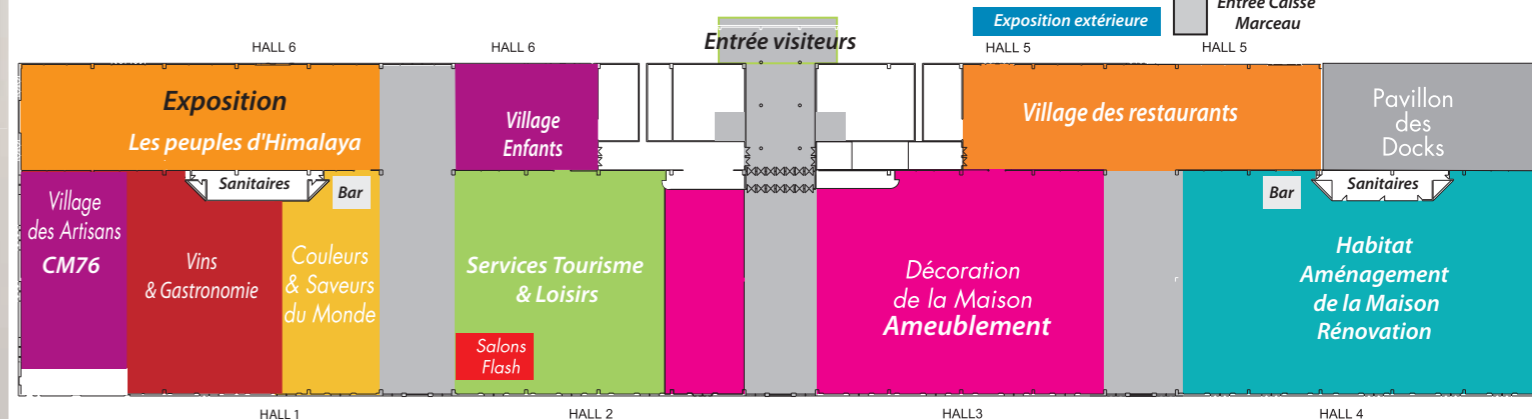 Entrée Caisse
Marceau
Exposition extérieure
Entrée visiteurs
HALL 6
HALL 6
HALL 5
HALL 5
Exposition
Les peuples d'Himalaya
Village
Enfants
Village des restaurants
Pavillon
des
Docks
Sanitaires
Bar
Bar
Sanitaires
Village
des Artisans
CM76
Vins
& Gastronomie
Couleurs
& Saveurs
du Monde
Services Tourisme
& Loisirs
Salons
Flash
Décoration
de la Maison
Ameublement
Habitat
Aménagement
de la Maison
Rénovation
HALL 1
HALL 2
HALL3
HALL 4